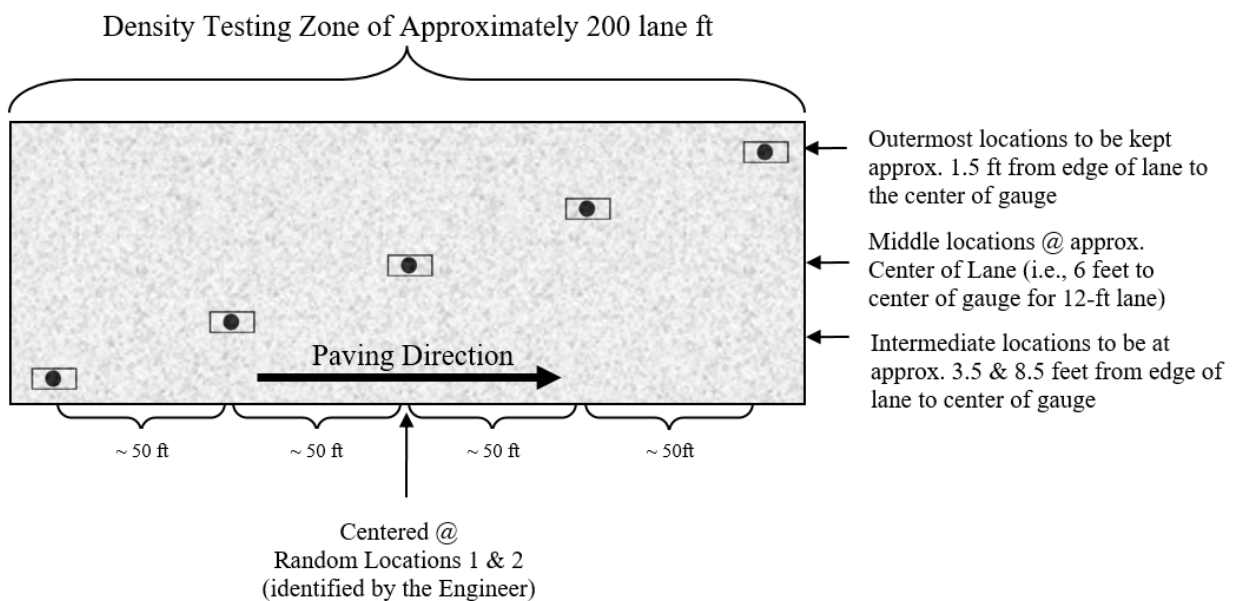 Density Testing Zone of Approximately 200 lane ft
Outermost locations to be kept
approx. 1.5 ft from edge of lane to
the center of gauge
Middle locations @ approx.
Center of Lane (i.e., 6 feet to
center of gauge for 12-ft lane)
Intermediate locations to be at
approx. 3.5 & 8.5 feet from edge of
lane to center of gauge
Paving Direction
~ 50 ft
~ 50 ft
~ 50 ft
~ 50ft
Centered @
Random Locations 1 & 2
(identified by the Engineer)